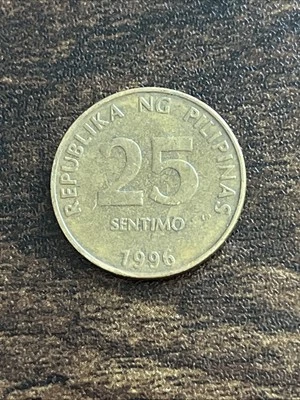 REPUBLIKA NG PILIPINAS
25
SENTIMO
1996